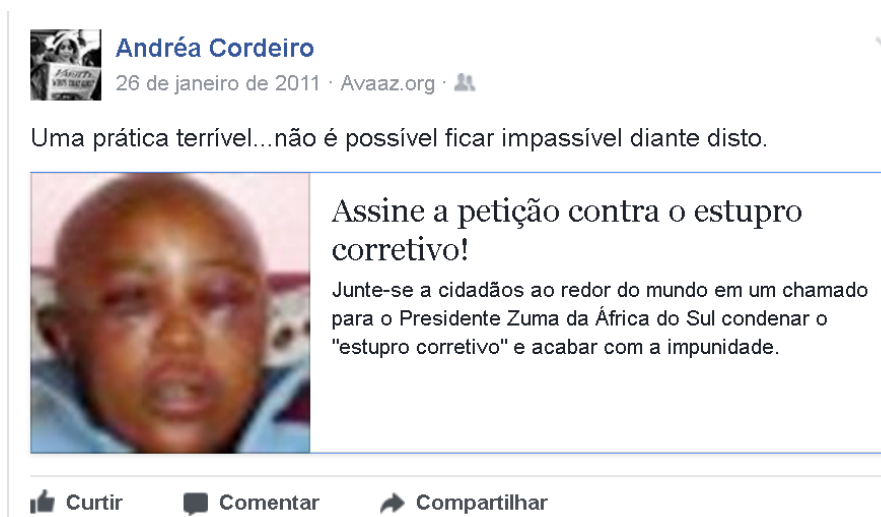 Andréa Cordeiro
26 de janeiro de 2011 · Avaaz.org ·
Uma prática terrível...não é possível ficar impassível diante disto.
Assine a petição contra o estupro
corretivo!
Junte-se a cidadãos ao redor do mundo em um chamado
para o Presidente Zuma da África do Sul condenar o
"estupro corretivo" e acabar com a impunidade.
Curtir Comentar Compartilhar